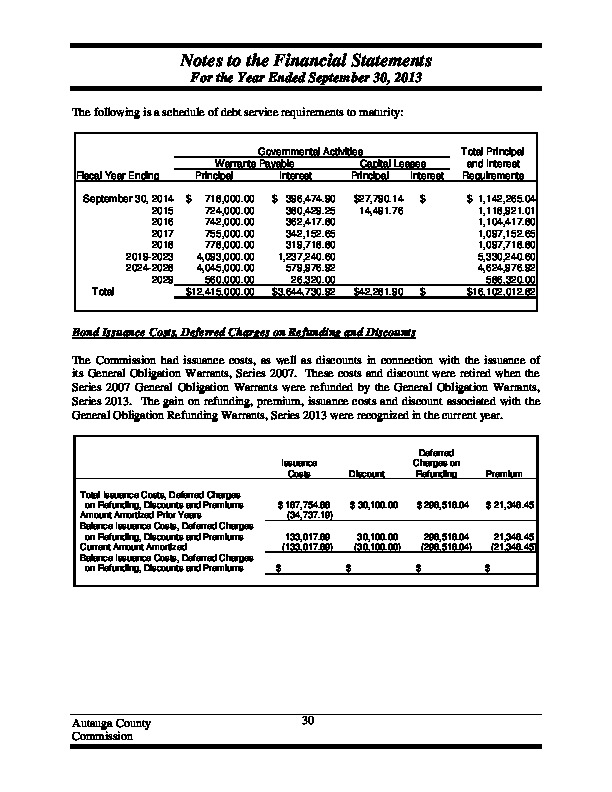 Notes to the Financial Statements
For the Year Ended September 30, 2013
The following is a schedule of debt service requirements to maturity:
Governmental Activities Total Principal
Warrants Payable Capital Leases and Interest
Fiscal Year Ending Principal Interest Principal Interest Requirements
September 30, 2014 $ 718,000.00 $ 396,474.90 $27,790.14 $ $ 1,142,265.04
2015 724,000.00 380,429.25 14,491.76 1,118,921.01
2016 742,000.00 362,417.60 1,104,417.60
2017 755,000.00 342,152.65 1,097,152.65
2018 778,000.00 319,718.60 1,097,718.60
2019-2023 4,093,000.00 1,237,240.60 5,330,240.60
2024-2028 4,045,000.00 579,976.92 4,624,976.92
2029 560,000.00 26,320.00 586,320.00
Total $12,415,000.00 $3,644,730.52 $42,281.90 $ $16,102,012.42
Bond Issuance Costs, Deferred Charges on Refunding and Discounts
The Commission had issuance costs, as well as discounts in connection with the issuance of
its General Obligation Warrants, Series 2007. These costs and discount were retired when the
Series 2007 General Obligation Warrants were refunded by the General Obligation Warrants,
Series 2013. The gain on refunding, premium, issuance costs and discount associated with the
General Obligation Refunding Warrants, Series 2013 were recognized in the current year.
Deferred
Issuance Charges on
Costs Discount Refunding Premium
Total Issuance Costs, Deferred Charges
on Refunding, Discounts and Premiums $ 167,754.88 $ 30,100.00 $ 298,518.04 $ 21,348.45
Amount Amortized Prior Years (34,737.19)
Balance Issuance Costs, Deferred Charges
on Refunding, Discounts and Premiums 133,017.69 30,100.00 298,518.04 21,348.45
Current Amount Amortized (133,017.69) (30,100.00) (298,518.04) (21,348.45)
Balance Issuance Costs, Deferred Charges
on Refunding, Discounts and Premiums $ $ $ $
Autauga County 30
Commission